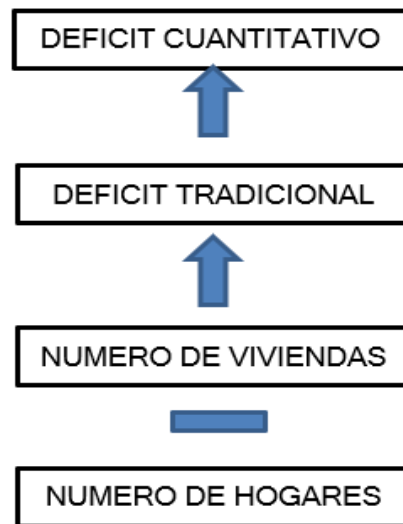 DEFICIT CUANTITATIVO
DEFICIT TRADICIONAL
NUMERO DE VIVIENDAS
NUMERO DE HOGARES